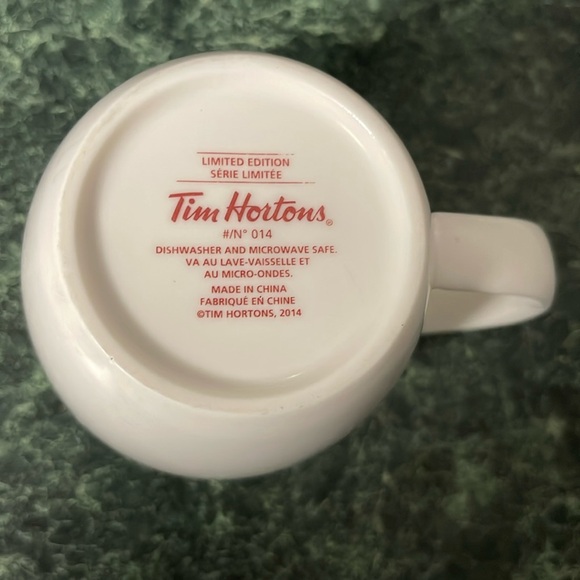 LIMITED EDITION
SÉRIE LIMITÉE
Tim Hortons®
#/N° 014
DISHWASHER AND MICROWAVE SAFE.
VA AU LAVE-VAISSELLE ET
AU MICRO-ONDES.
MADE IN CHINA
FABRIQUÉ EN CHINE
©TIM HORTONS, 2014